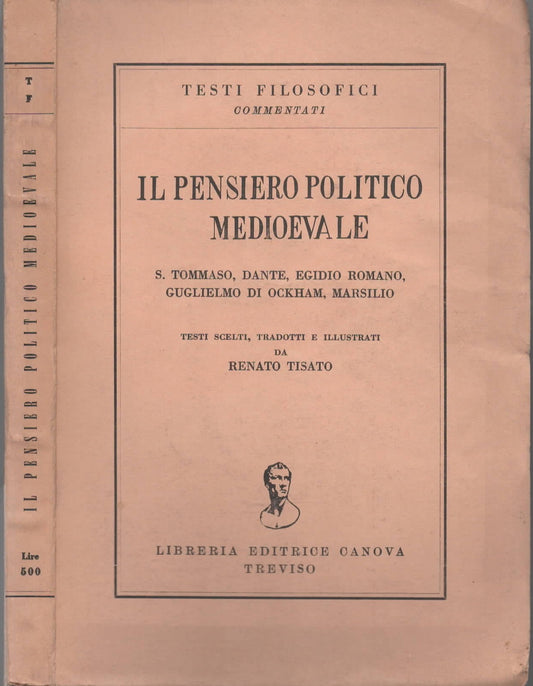 T
F
IL PENSIERO POLITICO MEDIOEVALE
Lire
500
TESTI FILOSOFICI
COMMENTATI
IL PENSIERO POLITICO
MEDIOEVALE
S. TOMMASO, DANTE, EGIDIO ROMANO,
GUGLIELMO DI OCKHAM, MARSILIO
TESTI SCELTI, TRADOTTI E ILLUSTRATI
DA
RENATO TISATO
LIBRERIA EDITRICE CANOVA
TREVISO